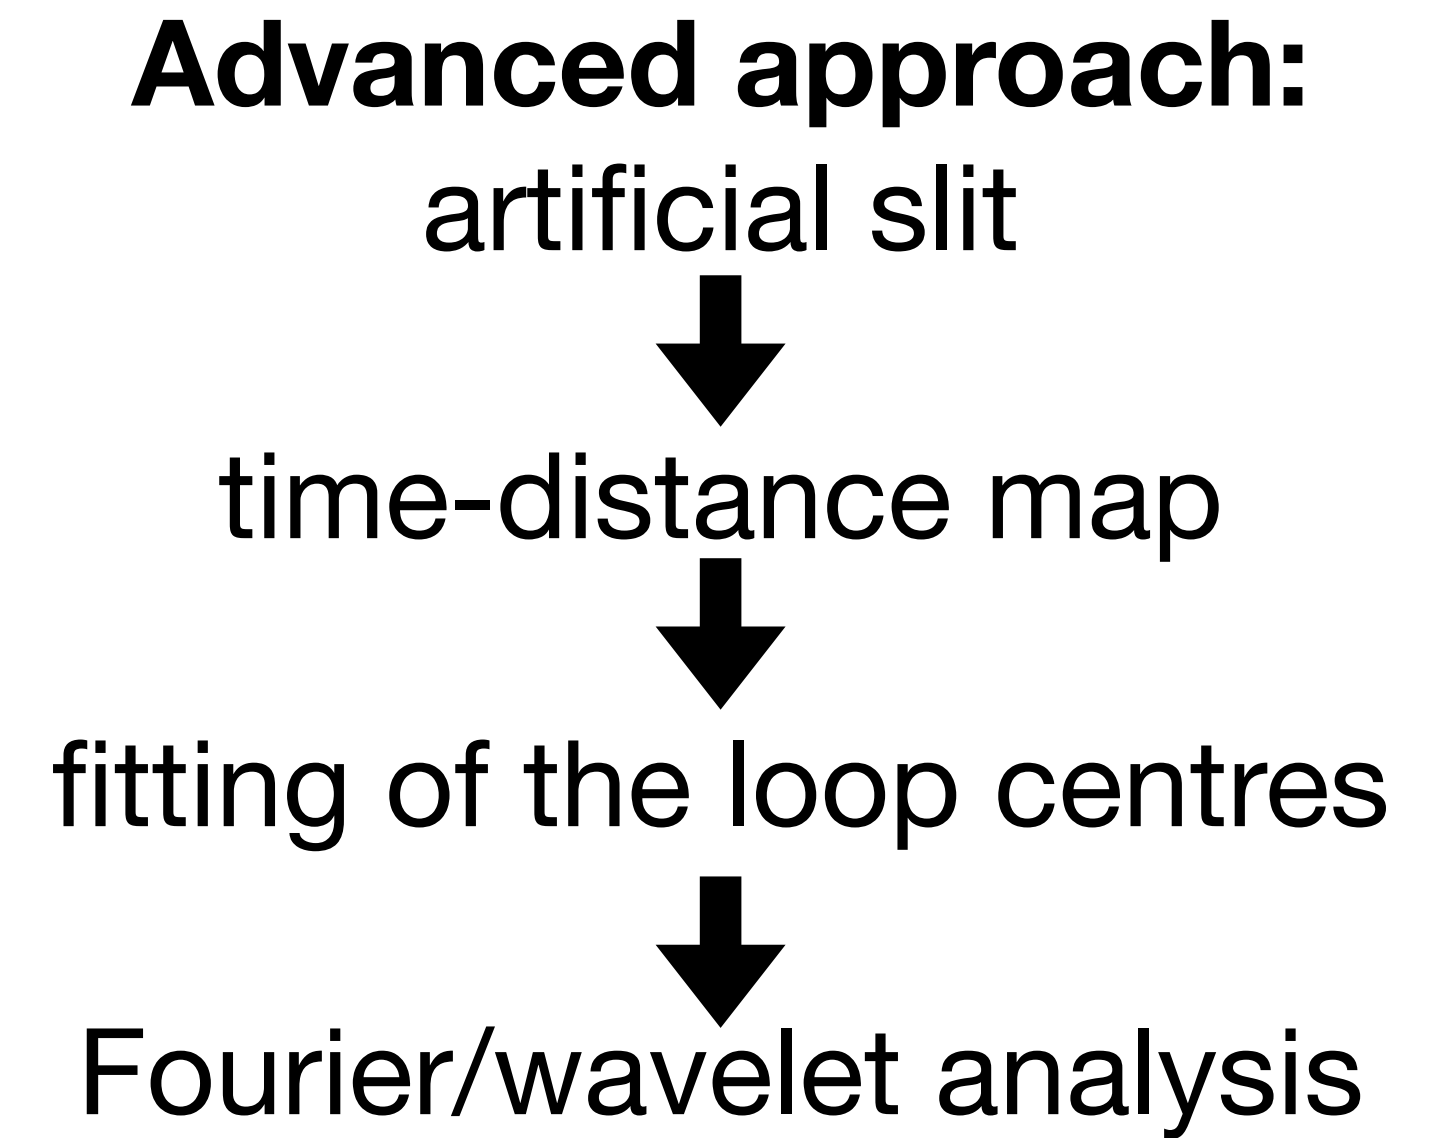 Advanced approach:
artificial slit
time-distance map
fitting of the loop centres
Fourier/wavelet analysis